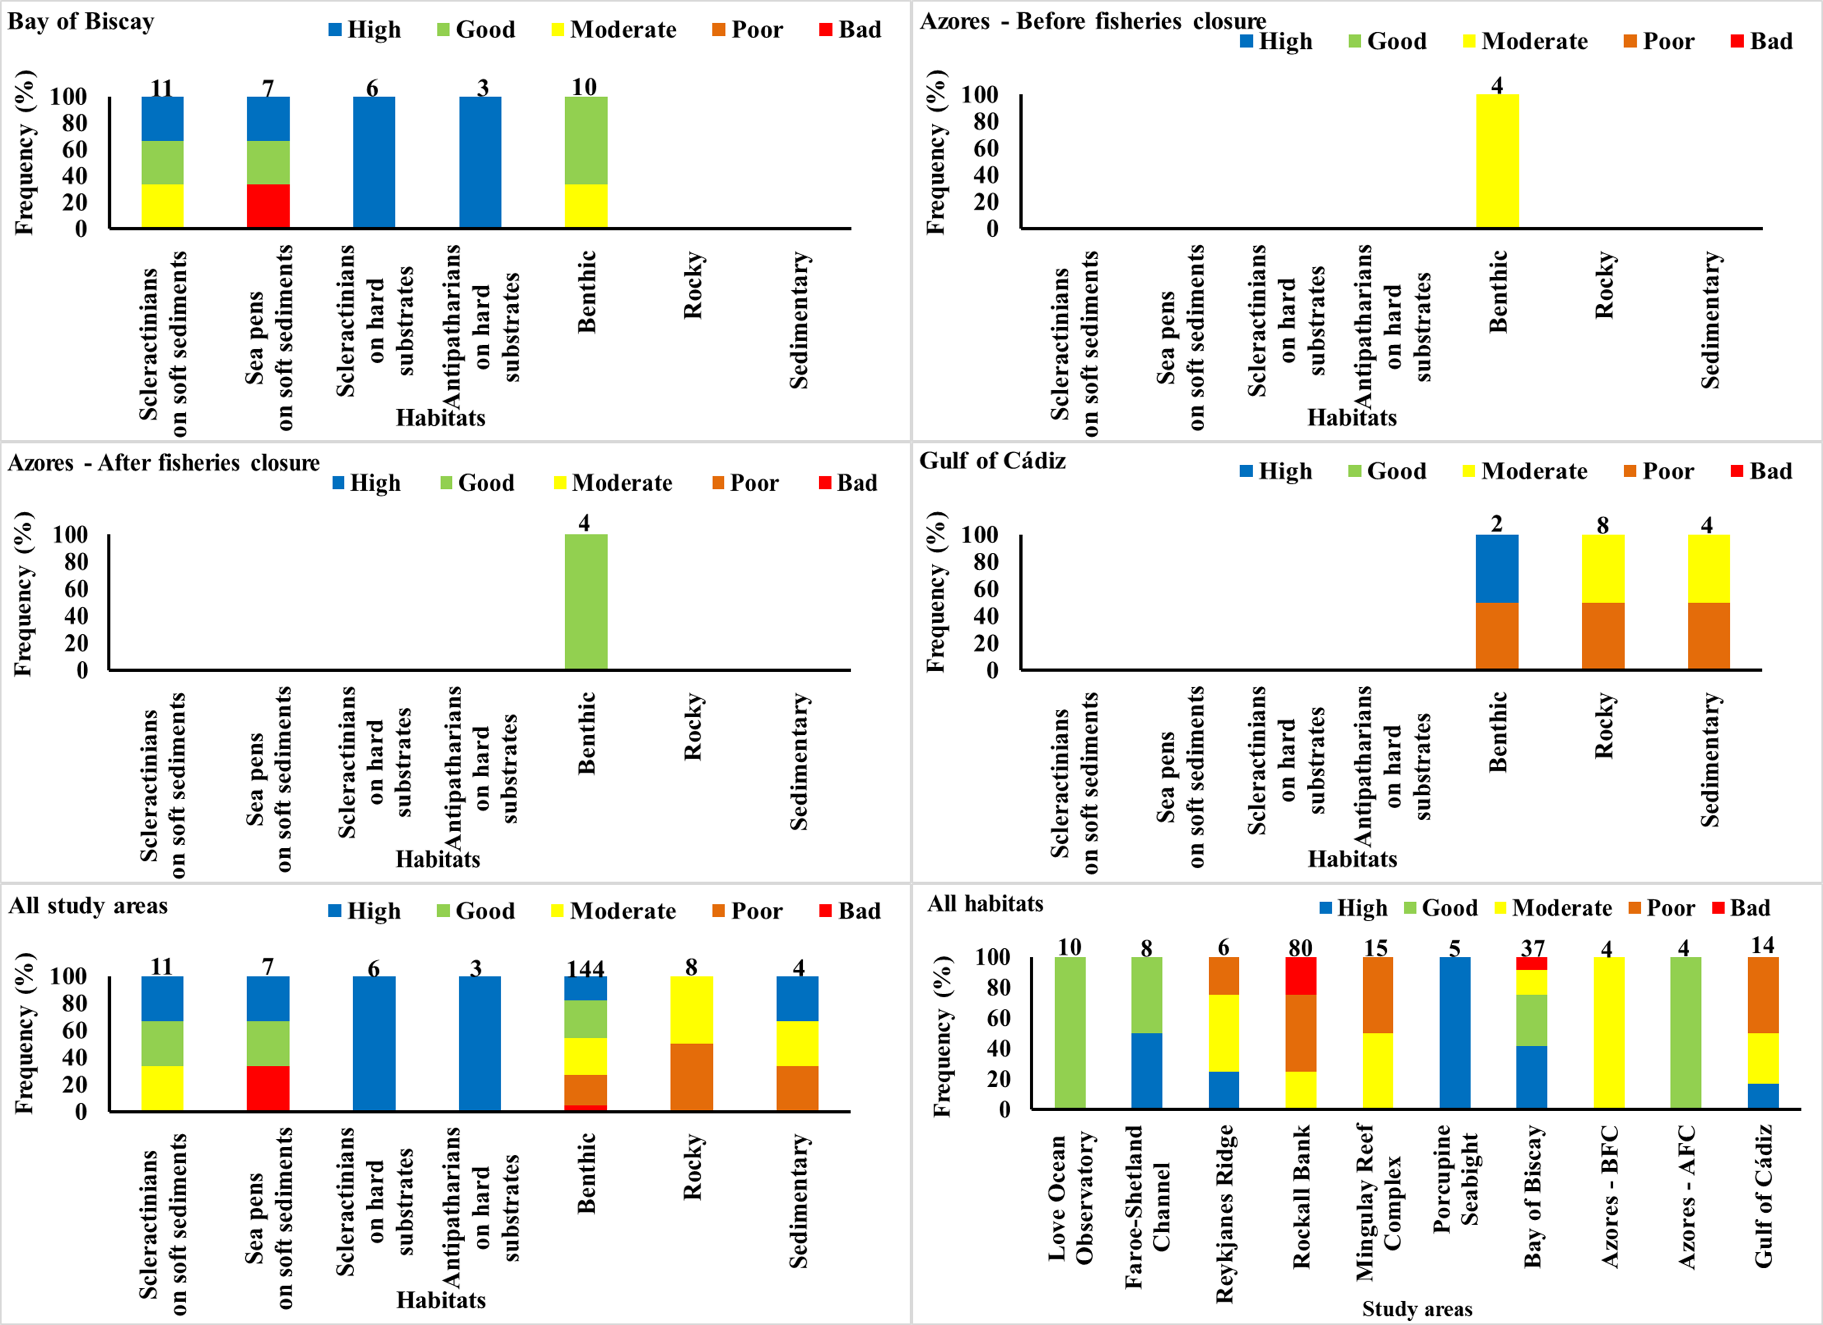 Bay of Biscay
High Good Moderate Poor Bad
11 7 6 3 10
Frequency (%)
100
80
60
40
20
0
Scleractinians
on soft sediments
Sea pens
on soft sediments
Scleractinians
on hard
substrates
Antipatharians
on hard
substrates
Benthic
Rocky
Sedimentary
Habitats
Azores - Before fisheries closure
High Good Moderate Poor Bad
4
Frequency (%)
100
80
60
40
20
0
Scleractinians
on soft sediments
Sea pens
on soft sediments
Scleractinians
on hard
substrates
Antipatharians
on hard
substrates
Benthic
Rocky
Sedimentary
Habitats
Azores - After fisheries closure
High Good Moderate Poor Bad
4
Frequency (%)
100
80
60
40
20
0
Scleractinians
on soft sediments
Sea pens
on soft sediments
Scleractinians
on hard
substrates
Antipatharians
on hard
substrates
Benthic
Rocky
Sedimentary
Habitats
Gulf of Cádiz
High Good Moderate Poor Bad
2 8 4
Frequency (%)
100
80
60
40
20
0
Scleractinians
on soft sediments
Sea pens
on soft sediments
Scleractinians
on hard
substrates
Antipatharians
on hard
substrates
Benthic
Rocky
Sedimentary
Habitats
All study areas
High Good Moderate Poor Bad
11 7 6 3 144 8 4
Frequency (%)
100
80
60
40
20
0
Scleractinians
on soft sediments
Sea pens
on soft sediments
Scleractinians
on hard
substrates
Antipatharians
on hard
substrates
Benthic
Rocky
Sedimentary
Habitats
All habitats
High Good Moderate Poor Bad
10 8 6 80 15 5 37 4 4 14
Frequency (%)
100
80
60
40
20
0
Love Ocean
Observatory
Faroe-Shetland
Channel
Reykjanes Ridge
Rockall Bank
Mingulay Reef
Complex
Porcupine
Seabight
Bay of Biscay
Azores - BFC
Azores - AFC
Gulf of Cádiz
Study areas